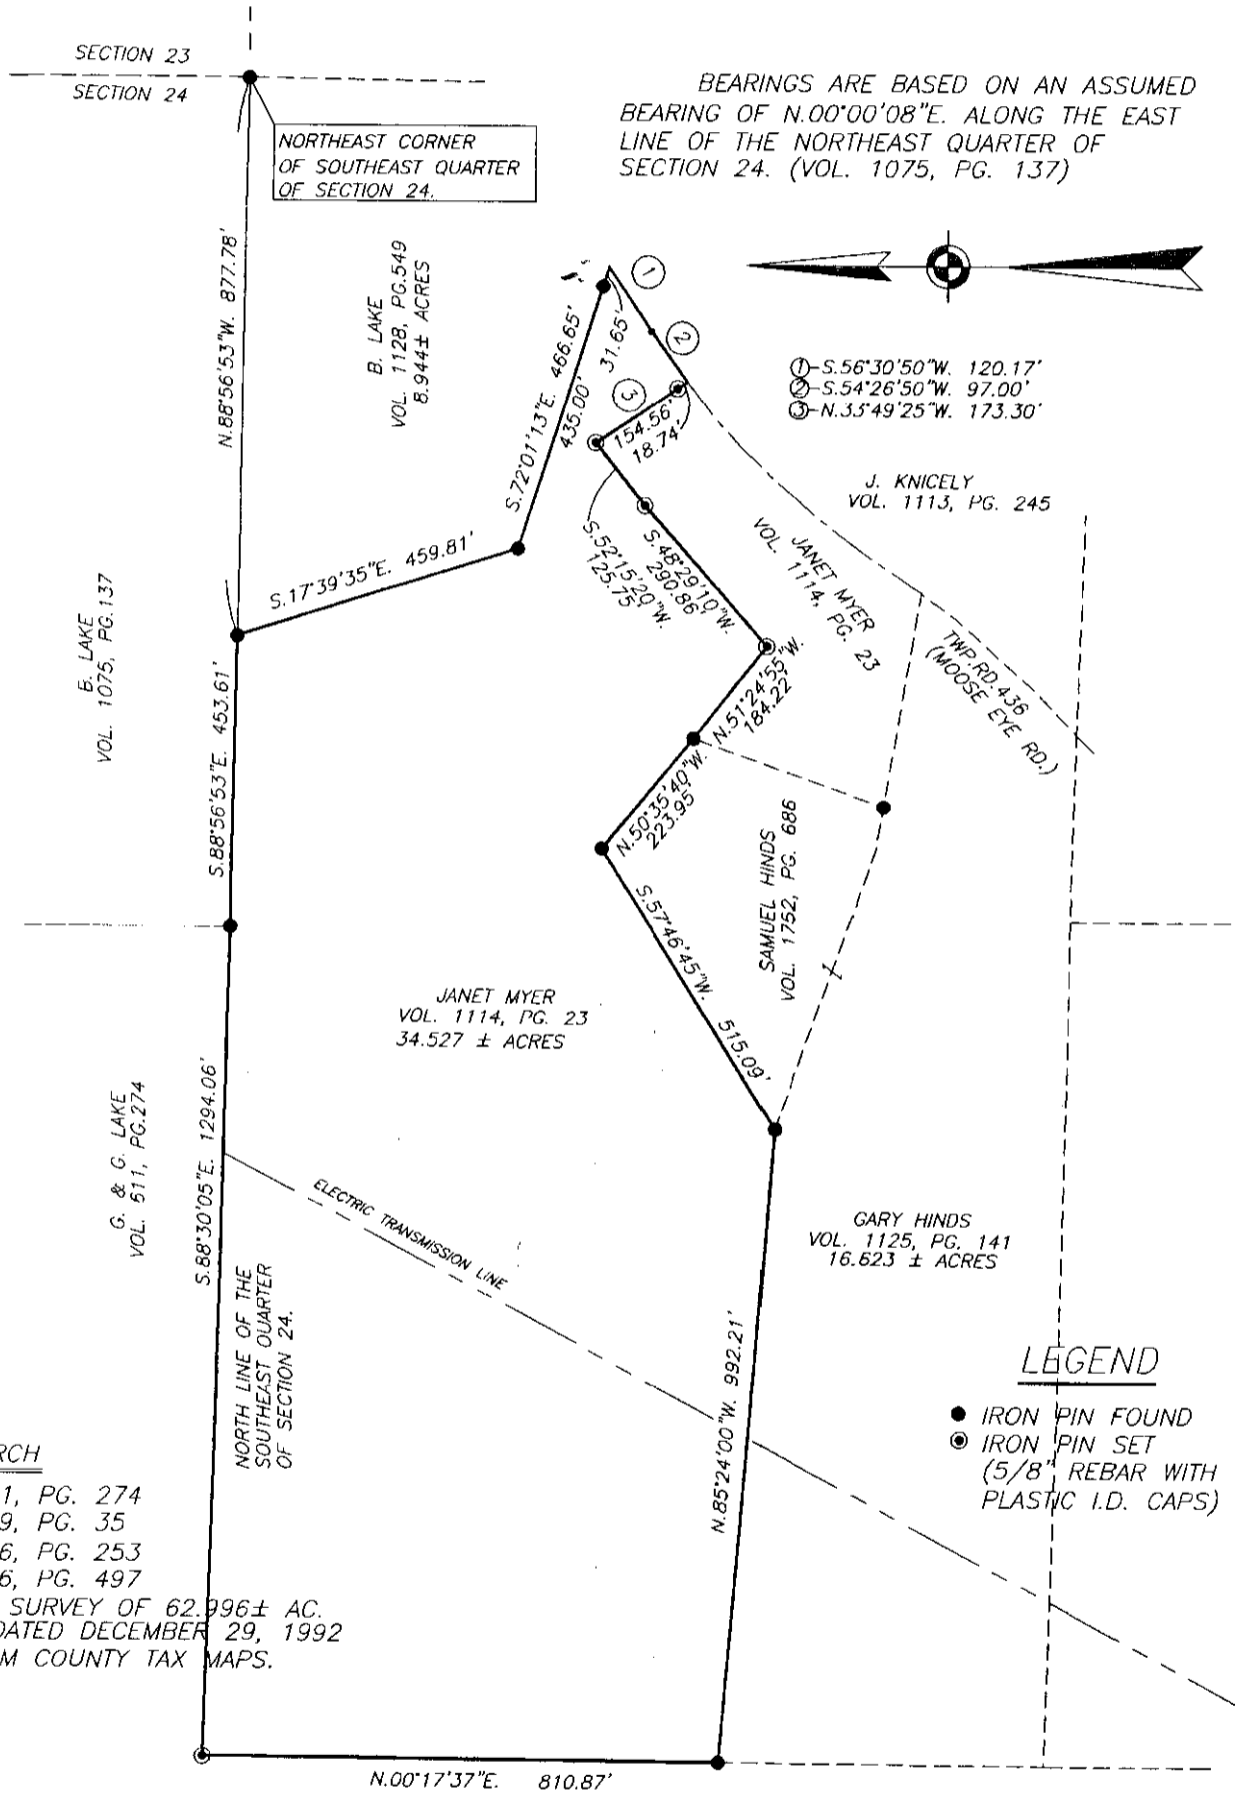 SECTION 23
SECTION 24
NORTHEAST CORNER
OF SOUTHEAST QUARTER
OF SECTION 24.
BEARINGS ARE BASED ON AN ASSUMED
BEARING OF N.00°00'08"E. ALONG THE EAST
LINE OF THE NORTHEAST QUARTER OF
SECTION 24. (VOL. 1075, PG. 137)
N.88°56'53"W. 877.78'
B. LAKE
VOL. 1128, PG.549
8.944± ACRES
S.72°01'13"E. 466.65'
435.00'
31.65'
1
2
3
154.56'
18.74'
1-S.56°30'50"W. 120.17'
2-S.54°26'50"W. 97.00'
3-N.35°49'25"W. 173.30'
J. KNICELY
VOL. 1113, PG. 245
S.17°39'35"E. 459.81'
S.52°15'20"W.
125.75'
S.48°29'10"W.
290.86'
JANET MYER
VOL. 1114, PG. 23
TWP.RD.436
(MOOSE EYE RD.)
B. LAKE
VOL. 1075, PG.137
S.88°56'53"E. 453.61'
N.51°24'55"W.
184.22'
N.50°35'40"W.
223.95'
SAMUEL HINDS
VOL. 1752, PG. 686
S.57°46'45"W. 515.09'
JANET MYER
VOL. 1114, PG. 23
34.527 ± ACRES
G. & G. LAKE
VOL. 511, PG.274
S.88°30'05"E. 1294.06'
ELECTRIC TRANSMISSION LINE
NORTH LINE OF THE
SOUTHEAST QUARTER
OF SECTION 24.
GARY HINDS
VOL. 1125, PG. 141
16.623 ± ACRES
N.85°24'00"W. 992.21'
LEGEND
IRON PIN FOUND
IRON PIN SET
(5/8" REBAR WITH
PLASTIC I.D. CAPS)
RCH
1, PG. 274
9, PG. 35
6, PG. 253
6, PG. 497
SURVEY OF 62.996± AC.
DATED DECEMBER 29, 1992
M COUNTY TAX MAPS.
N.00°17'37"E. 810.87'